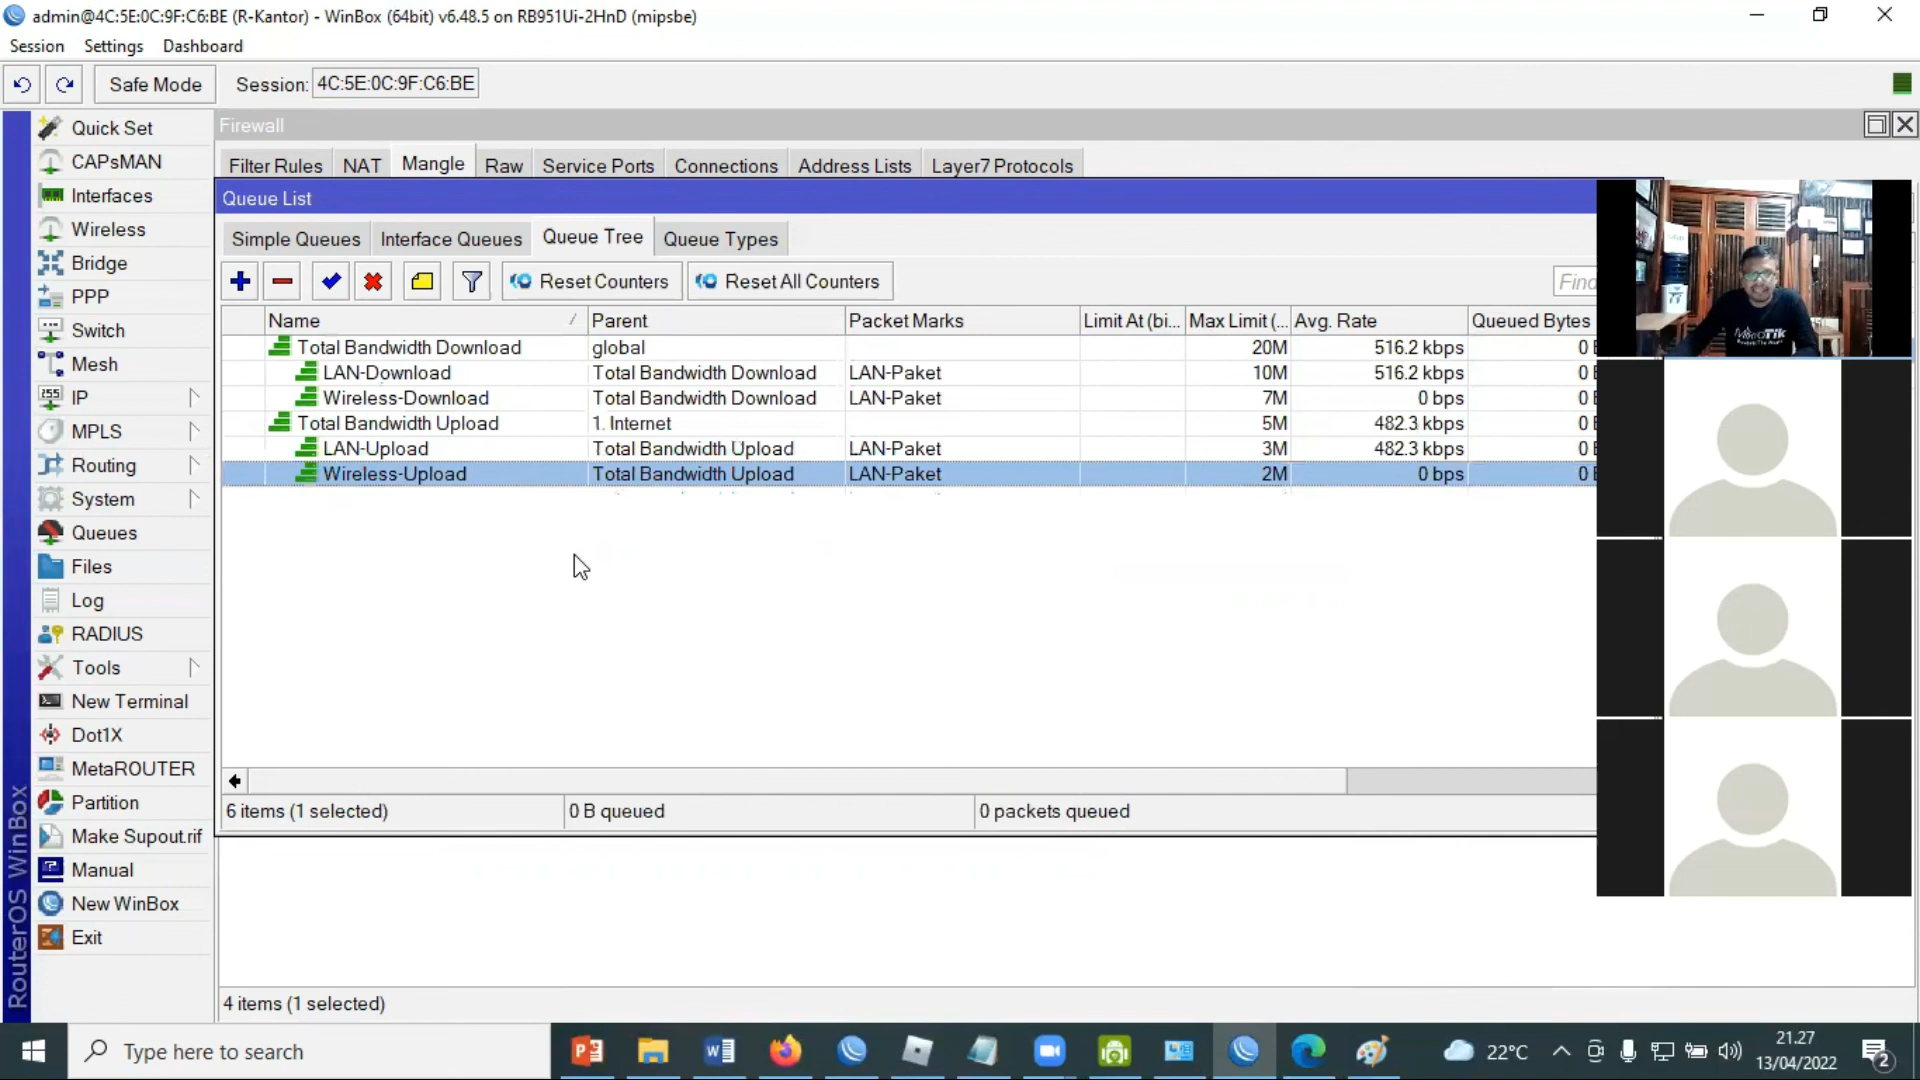 admin@4C:5E:0C:9F:C6:BE (R-Kantor) - WinBox (64bit) v6.48.5 on RB951Ui-2HnD (mipsbe)
Session Settings Dashboard
Safe Mode Session: 4C:5E:0C:9F:C6:BE
Quick Set
CAPsMAN
Interfaces
Wireless
Bridge
PPP
Switch
Mesh
IP
MPLS
Routing
System
Queues
Files
Log
RADIUS
Tools
New Terminal
Dot1X
MetaROUTER
Partition
Make Supout.rif
Manual
New WinBox
Exit
RouterOS WinBox
Firewall
Filter Rules NAT Mangle Raw Service Ports Connections Address Lists Layer7 Protocols
Queue List
Simple Queues Interface Queues Queue Tree Queue Types
Reset Counters Reset All Counters Find
Name Parent Packet Marks Limit At (bi... Max Limit (... Avg. Rate Queued Bytes
Total Bandwidth Download global 20M 516.2 kbps 0 B
LAN-Download Total Bandwidth Download LAN-Paket 10M 516.2 kbps 0 B
Wireless-Download Total Bandwidth Download LAN-Paket 7M 0 bps 0 B
Total Bandwidth Upload 1. Internet 5M 482.3 kbps 0 B
LAN-Upload Total Bandwidth Upload LAN-Paket 3M 482.3 kbps 0 B
Wireless-Upload Total Bandwidth Upload LAN-Paket 2M 0 bps 0 B
6 items (1 selected) 0 B queued 0 packets queued
4 items (1 selected)
MikroTik
Type here to search
22°C
21.27
13/04/2022
2